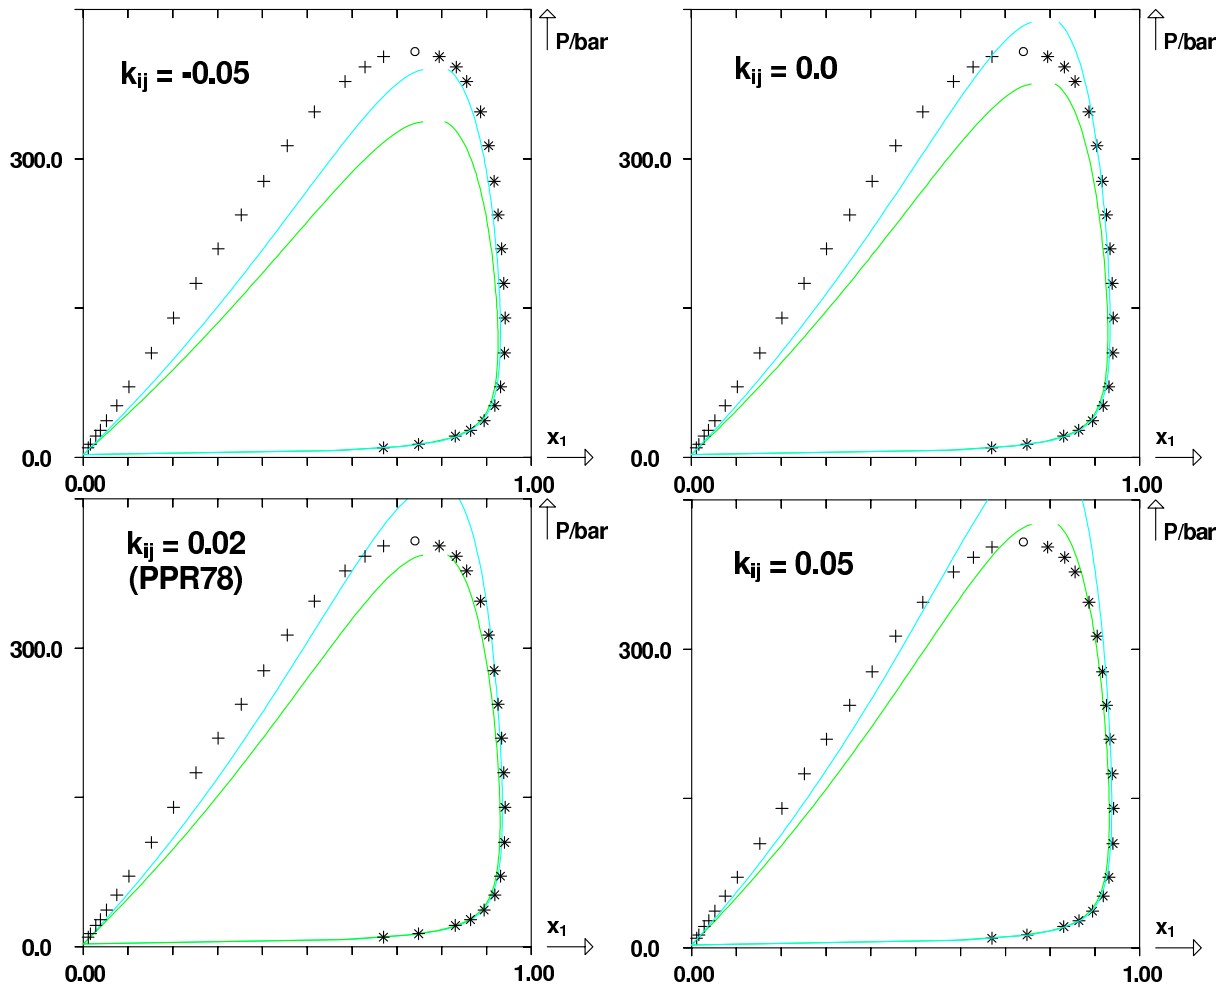 P/bar
k_ij = -0.05
300.0
x₁
0.0
0.00
1.00
P/bar
k_ij = 0.0
300.0
x₁
0.0
0.00
1.00
P/bar
k_ij = 0.02
(PPR78)
300.0
x₁
0.0
0.00
1.00
P/bar
k_ij = 0.05
300.0
x₁
0.0
0.00
1.00